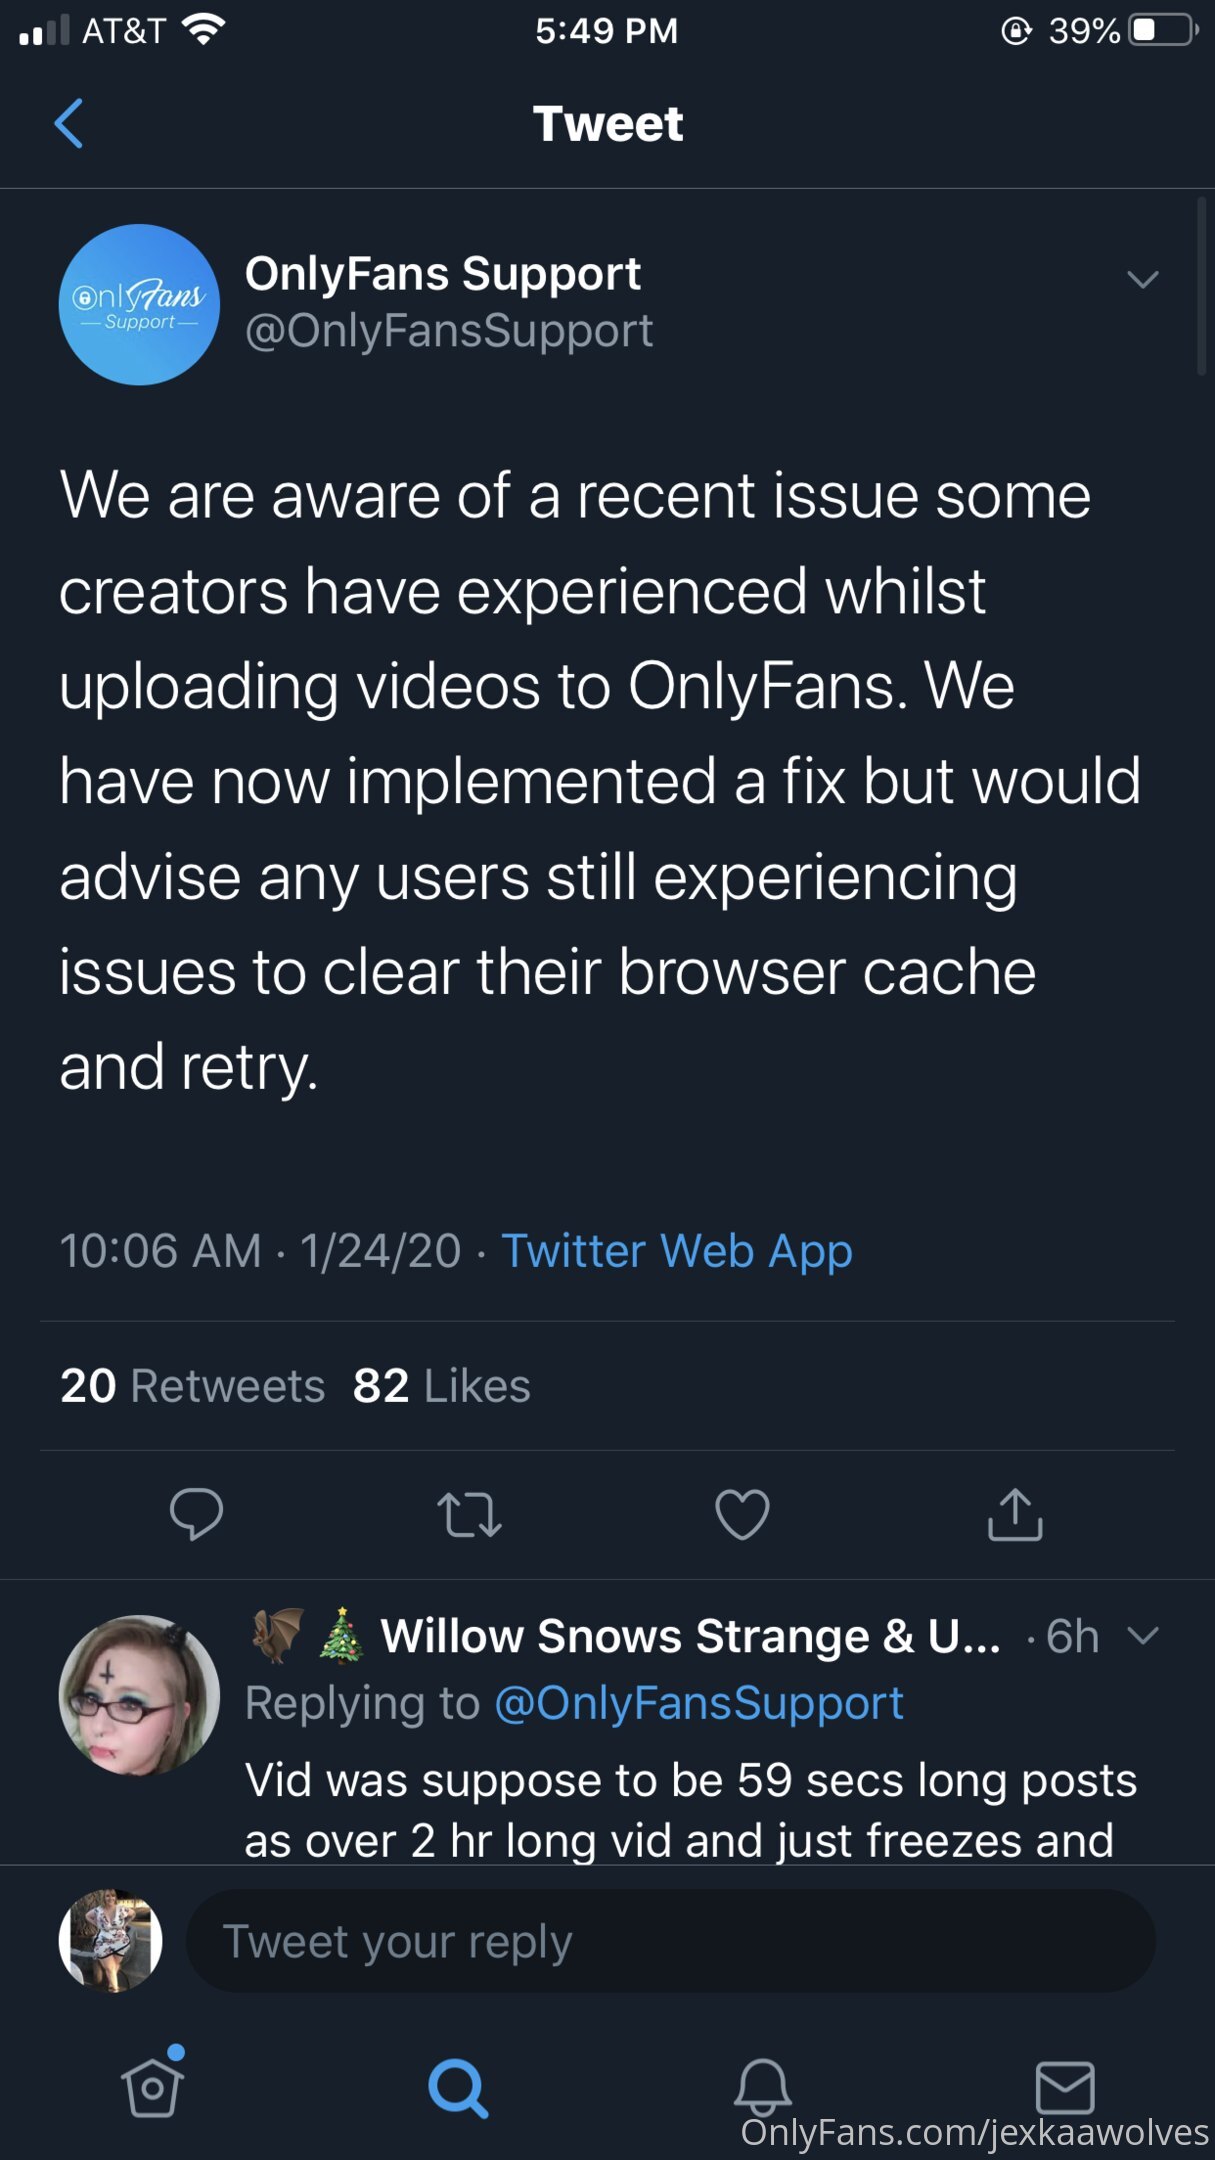 AT&T
5:49 PM
39%
Tweet
OnlyFans
Support
OnlyFans Support
@OnlyFansSupport
We are aware of a recent issue some
creators have experienced whilst
uploading videos to OnlyFans. We
have now implemented a fix but would
advise any users still experiencing
issues to clear their browser cache
and retry.
10:06 AM · 1/24/20 · Twitter Web App
20 Retweets 82 Likes
Willow Snows Strange & U... · 6h
Replying to @OnlyFansSupport
Vid was suppose to be 59 secs long posts
as over 2 hr long vid and just freezes and
Tweet your reply
OnlyFans.com/jexkaawolves